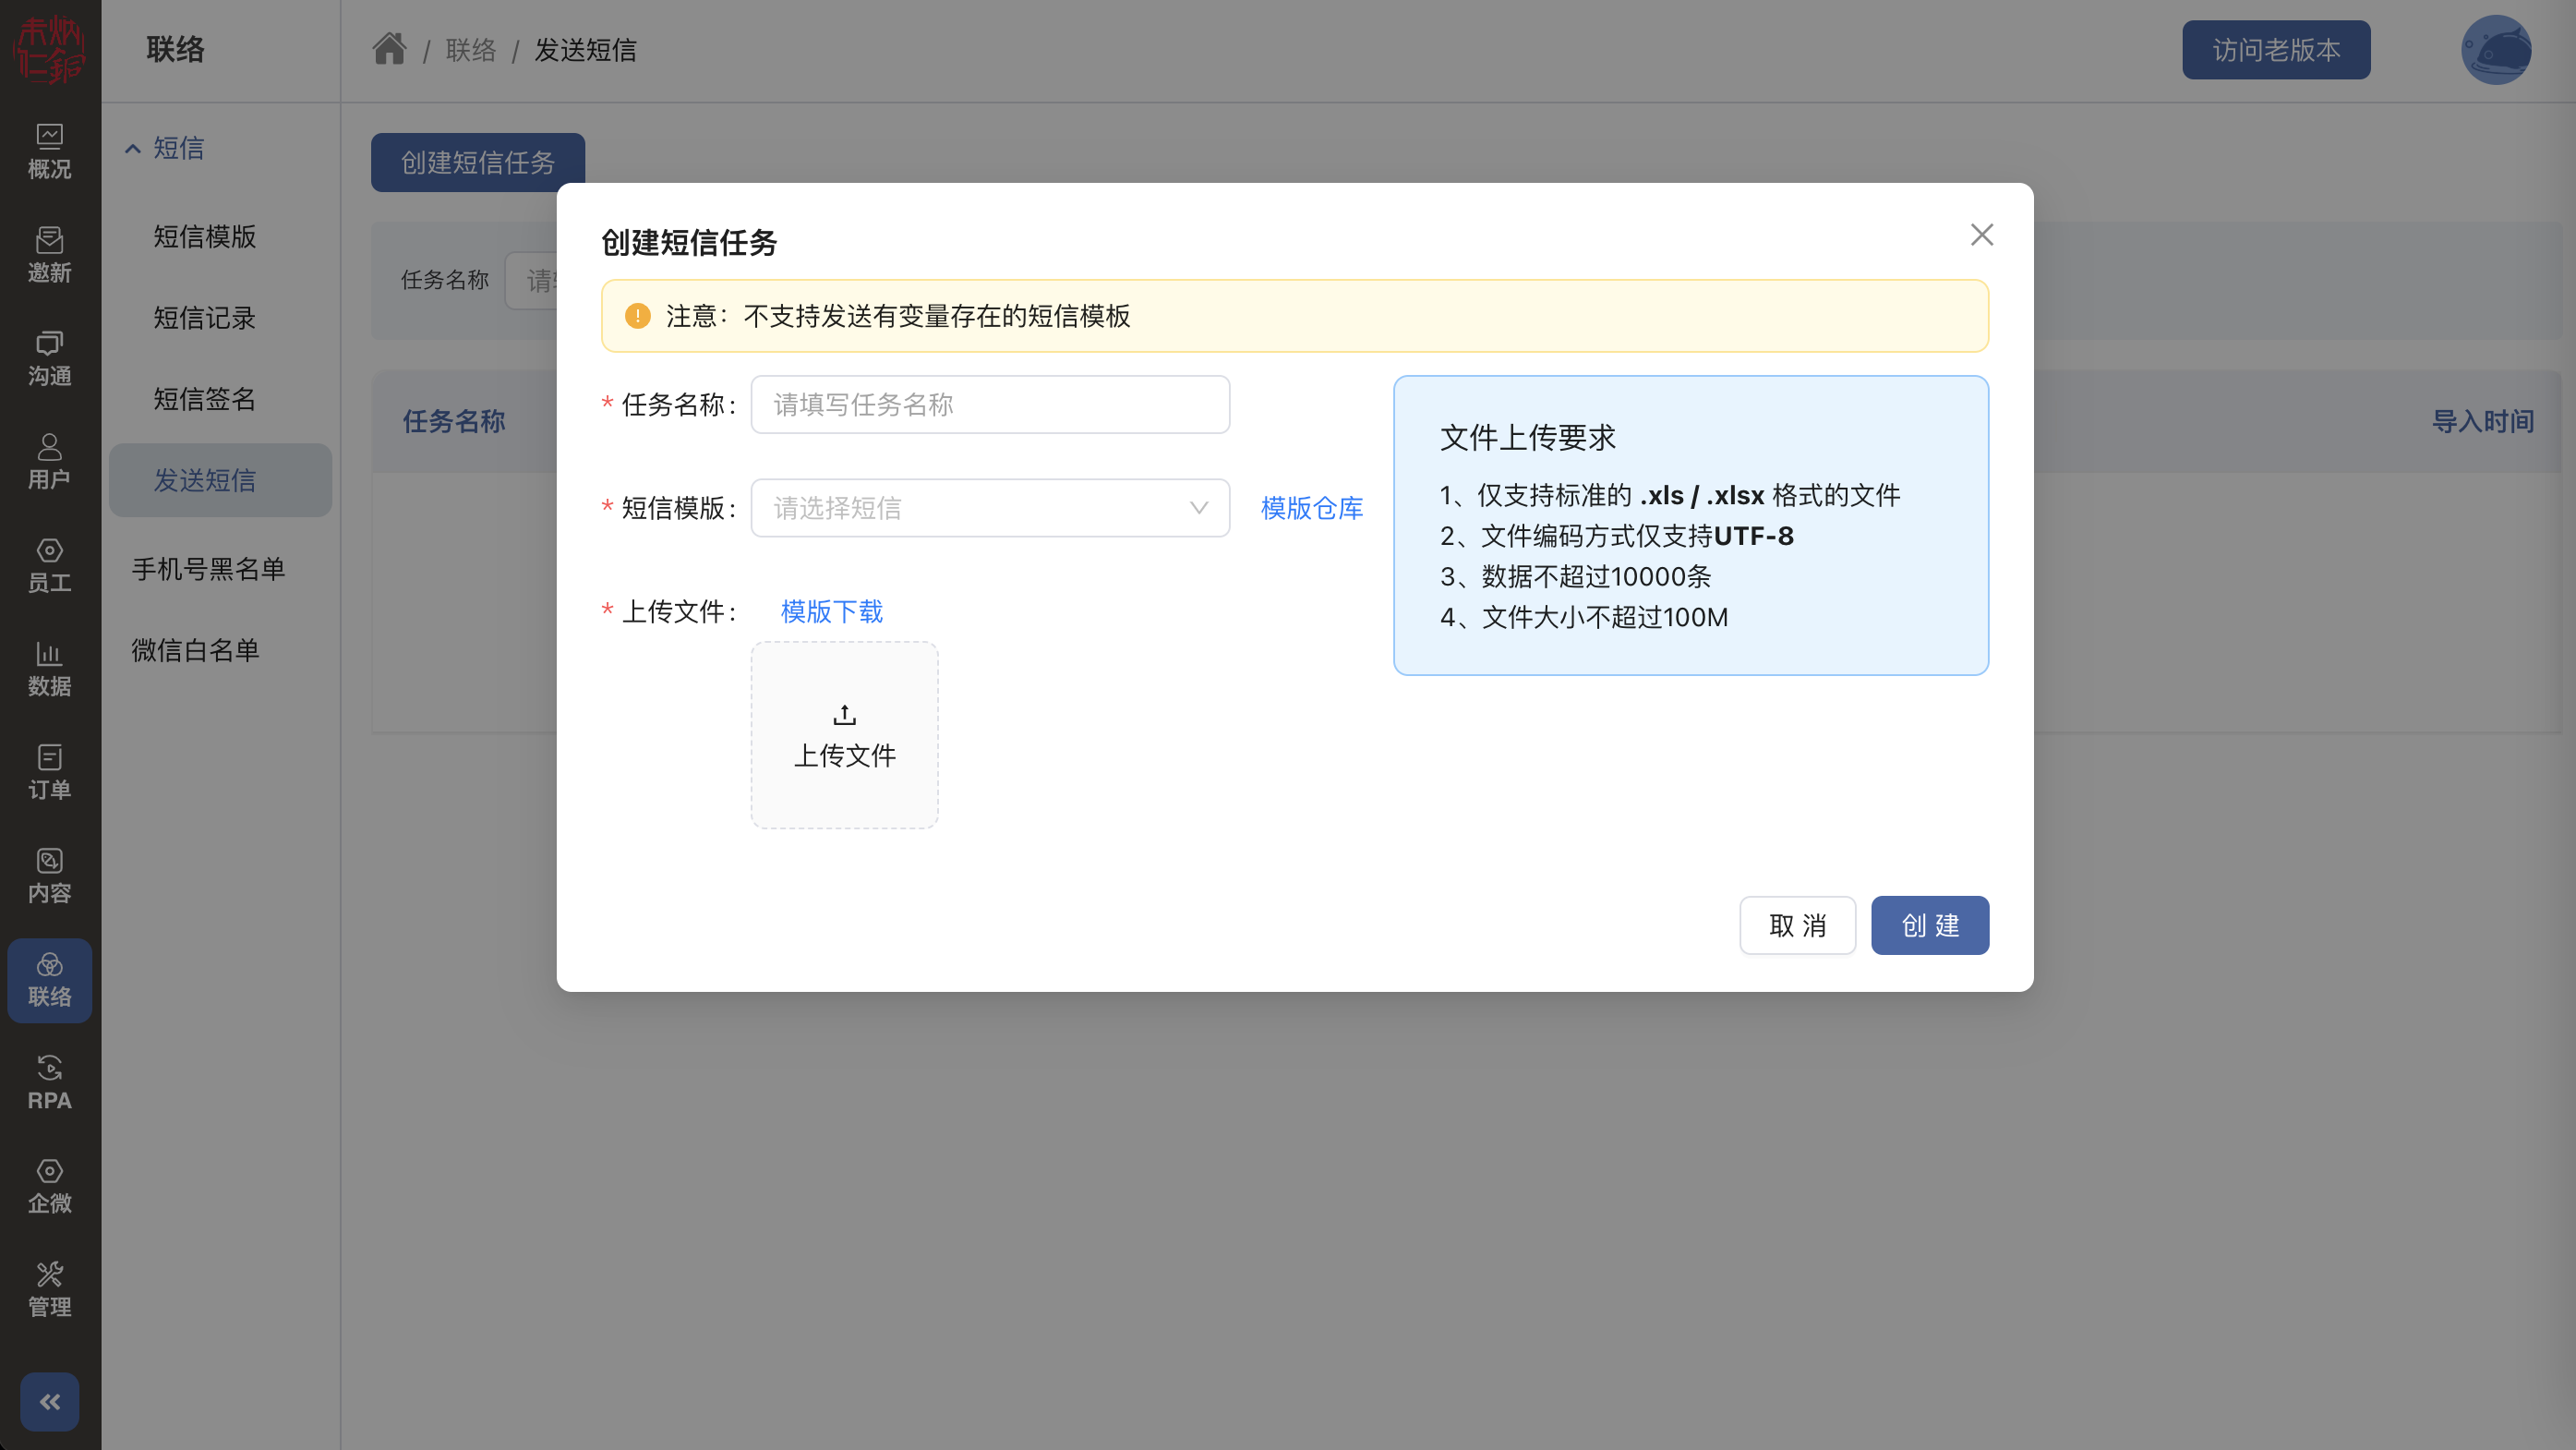 联络
/ 联络 / 发送短信
访问老版本
概况
邀新
沟通
用户
员工
数据
订单
内容
联络
RPA
企微
管理
短信
短信模版
短信记录
短信签名
发送短信
手机号黑名单
微信白名单
创建短信任务
任务名称
任务名称
导入时间
创建短信任务
注意：不支持发送有变量存在的短信模板
* 任务名称: 请填写任务名称
* 短信模版: 请选择短信 模版仓库
* 上传文件: 模版下载
上传文件
文件上传要求
1、仅支持标准的 .xls / .xlsx 格式的文件
2、文件编码方式仅支持UTF-8
3、数据不超过10000条
4、文件大小不超过100M
取 消
创 建